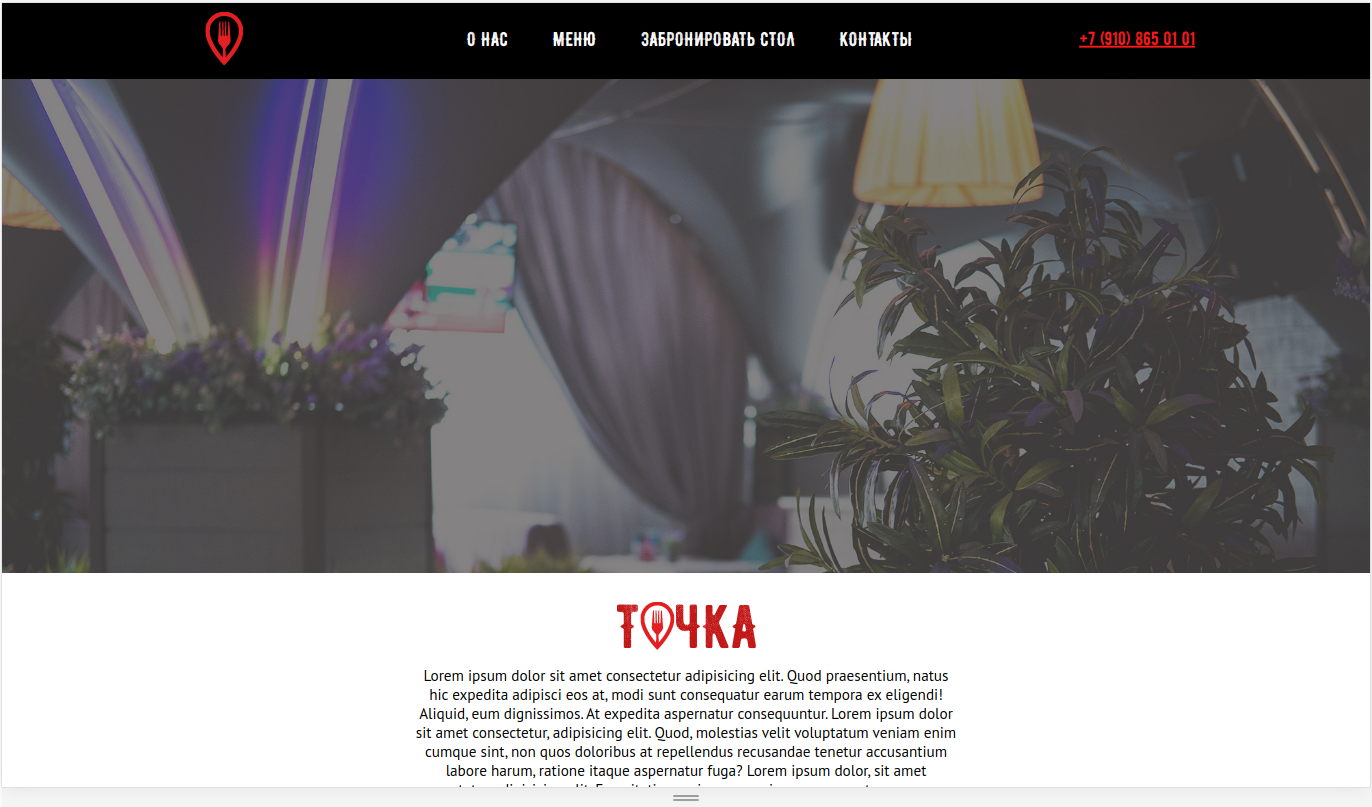 О НАС МЕНЮ ЗАБРОНИРОВАТЬ СТОЛ КОНТАКТЫ +7 (910) 865 01 01
ТОЧКА
Lorem ipsum dolor sit amet consectetur adipisicing elit. Quod praesentium, natus
hic expedita adipisci eos at, modi sunt consequatur earum tempora ex eligendi!
Aliquid, eum dignissimos. At expedita aspernatur consequuntur. Lorem ipsum dolor
sit amet consectetur, adipisicing elit. Quod, molestias velit voluptatum veniam enim
cumque sint, non quos doloribus at repellendus recusandae tenetur accusantium
labore harum, ratione itaque aspernatur fuga? Lorem ipsum dolor, sit amet